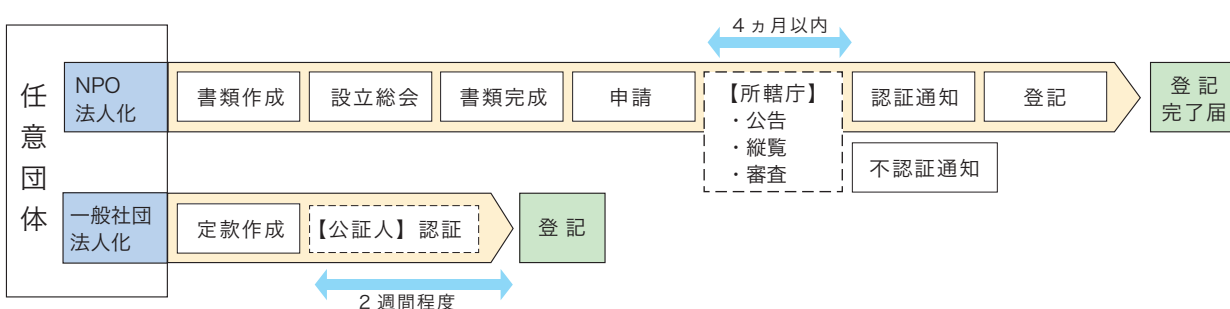 任意団体
4ヵ月以内
NPO
法人化
書類作成
設立総会
書類完成
申請
【所轄庁】
・公告
・縦覧
・審査
認証通知
登記
登記
完了届
不認証通知
一般社団
法人化
定款作成
【公証人】認証
登記
2週間程度